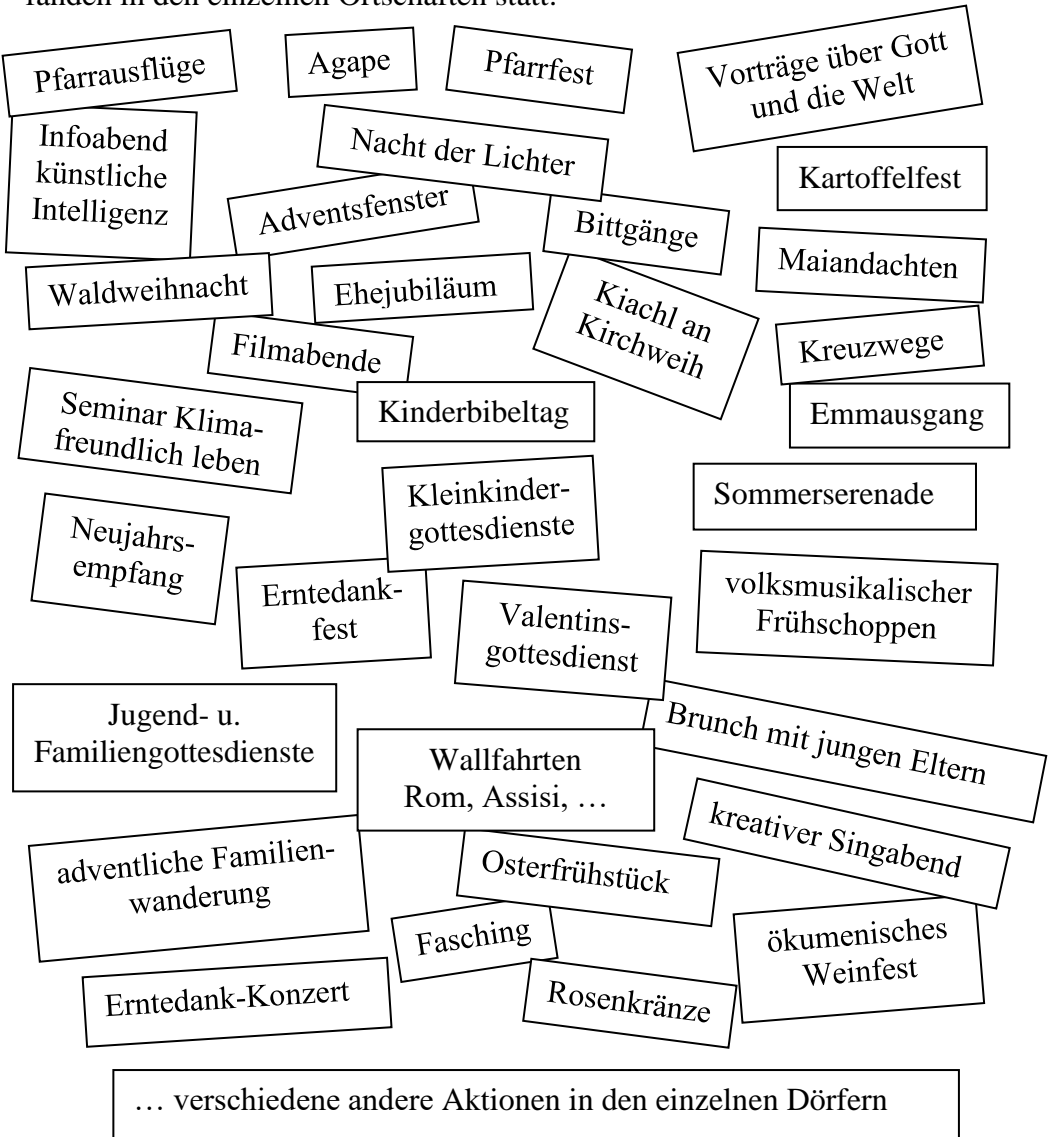 fanden in den einzelnen Ortschaften statt:
Pfarrausflüge
Agape
Pfarrfest
Vorträge über Gott
und die Welt
Infoabend
künstliche
Intelligenz
Nacht der Lichter
Kartoffelfest
Adventsfenster
Bittgänge
Maiandachten
Waldweihnacht
Ehejubiläum
Kiachl an
Kirchweih
Filmabende
Kreuzwege
Seminar Klima-
freundlich leben
Kinderbibeltag
Emmausgang
Kleinkinder-
gottesdienste
Sommerserenade
Neujahrs-
empfang
Erntedank-
fest
Valentins-
gottesdienst
volksmusikalischer
Frühschoppen
Jugend- u.
Familiengottesdienste
Brunch mit jungen Eltern
Wallfahrten
Rom, Assisi, …
kreativer Singabend
adventliche Familien-
wanderung
Osterfrühstück
Fasching
ökumenisches
Weinfest
Erntedank-Konzert
Rosenkränze
… verschiedene andere Aktionen in den einzelnen Dörfern